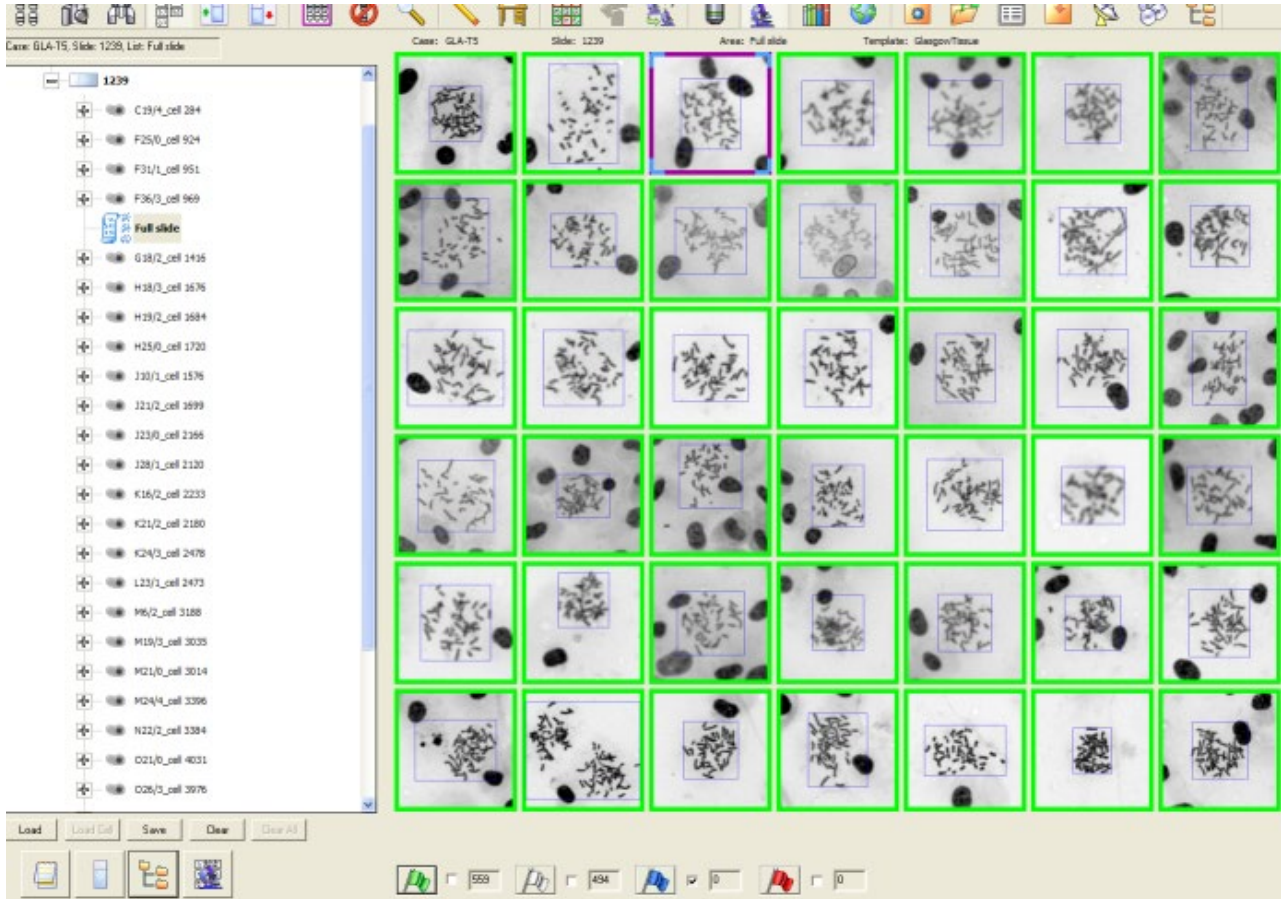 Case: GLA-T5, Slide: 1239, List: Full slide
Case: GLA-T5 Slide: 1239 Area: Full slide Template: GlasgowTissue
1239
C19/4_cell 284
F25/0_cell 924
F31/1_cell 951
F36/3_cell 969
Full slide
G18/2_cell 1416
H18/3_cell 1676
H19/2_cell 1684
H25/0_cell 1720
J10/1_cell 1576
J21/2_cell 1699
J23/0_cell 2166
J28/1_cell 2120
K16/2_cell 2233
K21/2_cell 2180
K24/3_cell 2478
L23/1_cell 2473
M6/2_cell 3188
M19/3_cell 3035
M21/0_cell 3014
M24/4_cell 3396
N22/2_cell 3384
O21/0_cell 4031
O26/3_cell 3976
Load Load Cell Save Clear Clear All
559 494 0 0